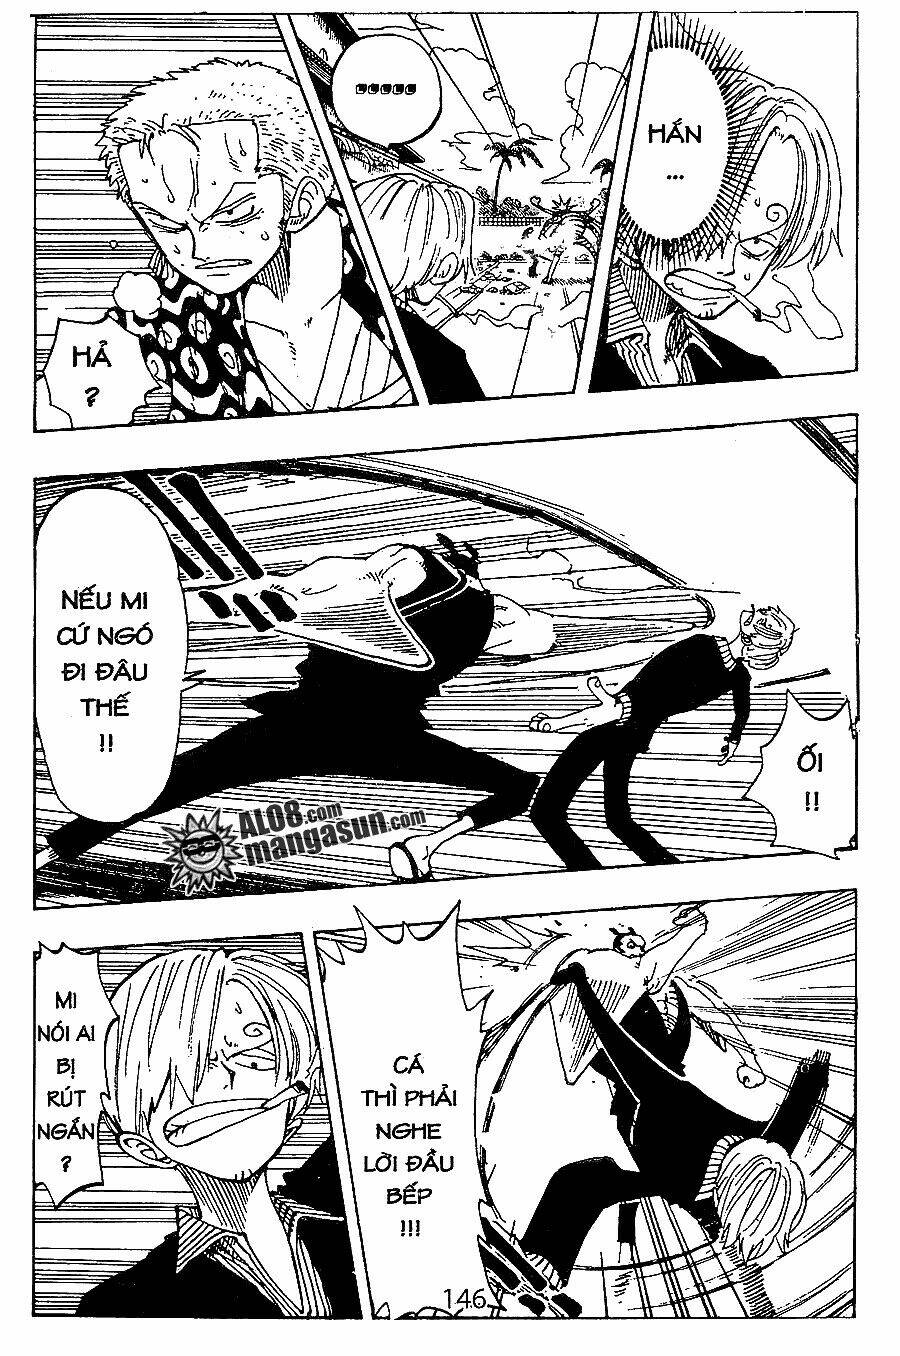 HẮN
...
HẢ
?
NẾU MI
CỨ NGÓ
ĐI ĐÂU
THẾ
!!
ỐI
!!
AL08.com
mangasun.com
CÁ
THÌ PHẢI
NGHE
LỜI ĐẦU
BẾP
!!!
MI
NÓI AI
BỊ
RÚT
NGẮN
?
146